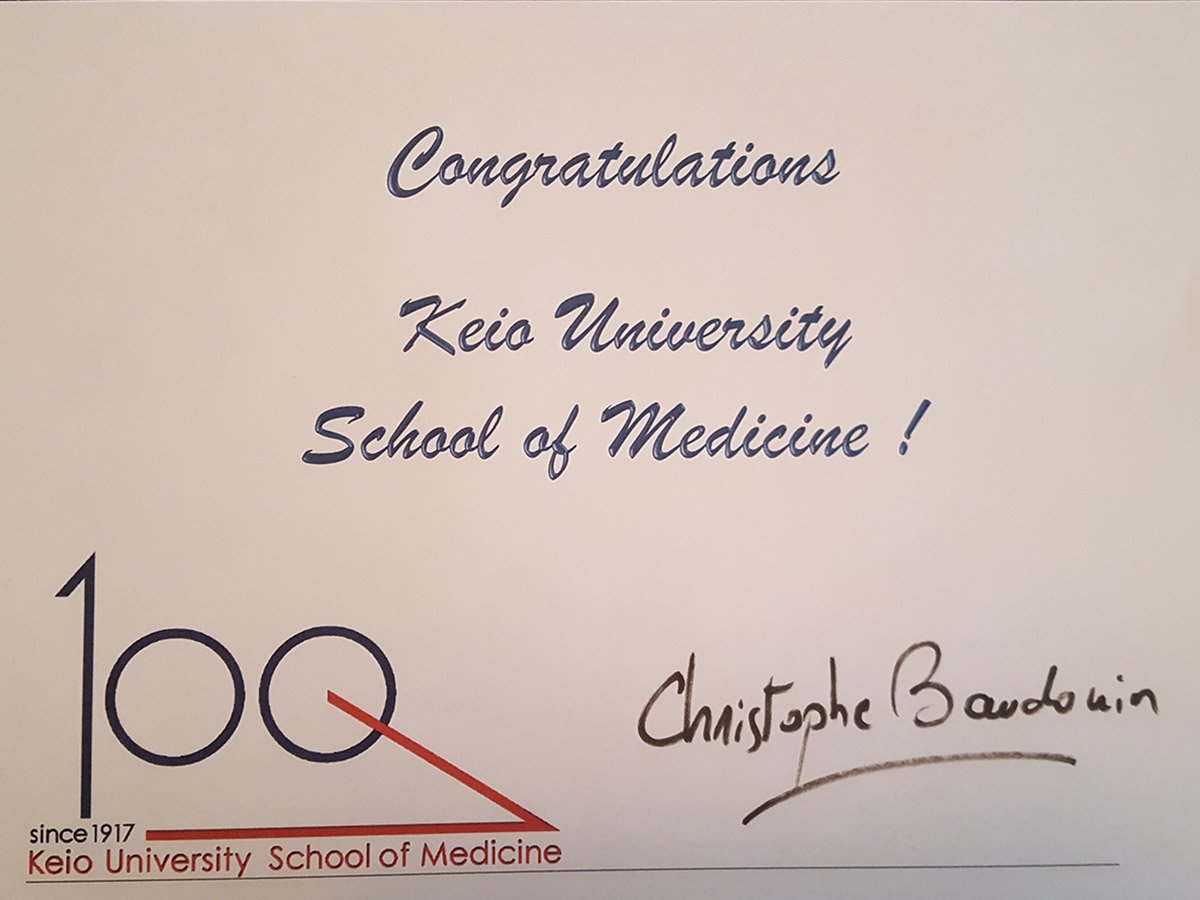 Congratulations
Keio University
School of Medicine !
100
Christophe Baudouin
since 1917
Keio University School of Medicine